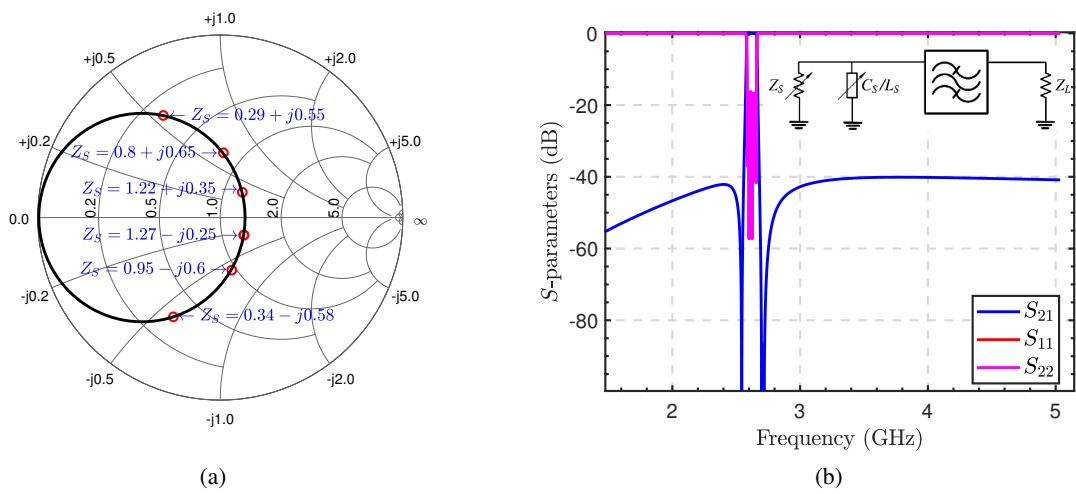 +j1.0
+j0.5
+j2.0
+j0.2
+j5.0
0.0
0.2
0.5
1.0
2.0
5.0
∞
-j0.2
-j5.0
-j0.5
-j2.0
-j1.0
← Z_S = 0.29 + j0.55
Z_S = 0.8 + j0.65 →
Z_S = 1.22 + j0.35 →
Z_S = 1.27 − j0.25 →
Z_S = 0.95 − j0.6 →
← Z_S = 0.34 − j0.58
(a)
S-parameters (dB)
0
-20
-40
-60
-80
Z_S
C_S/L_S
Z_L
S_21
S_11
S_22
2
3
4
5
Frequency (GHz)
(b)